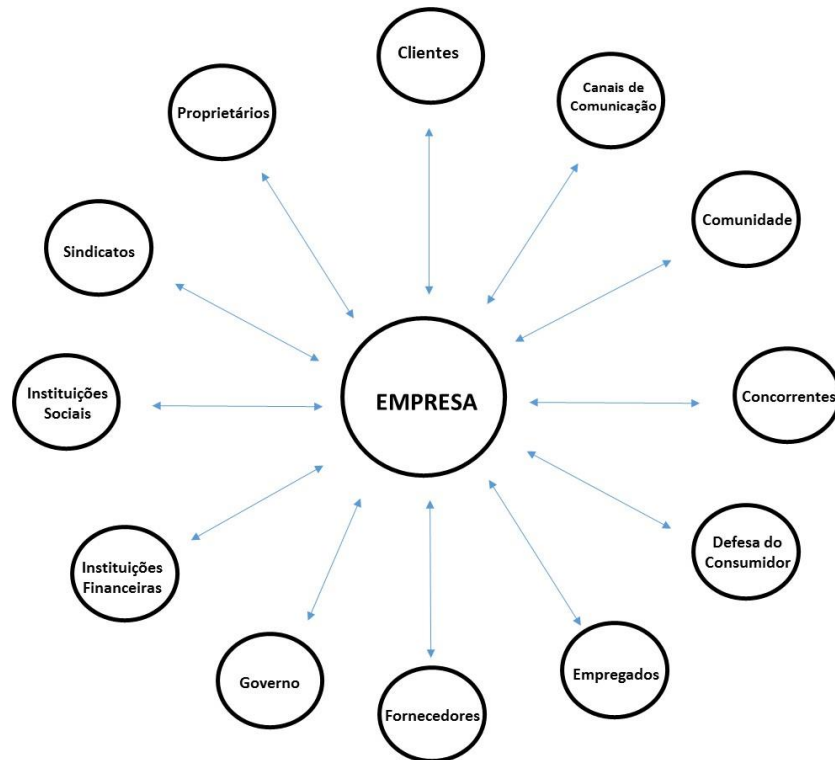 Clientes
Canais de
Comunicação
Proprietários
Comunidade
Sindicatos
EMPRESA
Instituições
Sociais
Concorrentes
Instituições
Financeiras
Defesa do
Consumidor
Governo
Fornecedores
Empregados